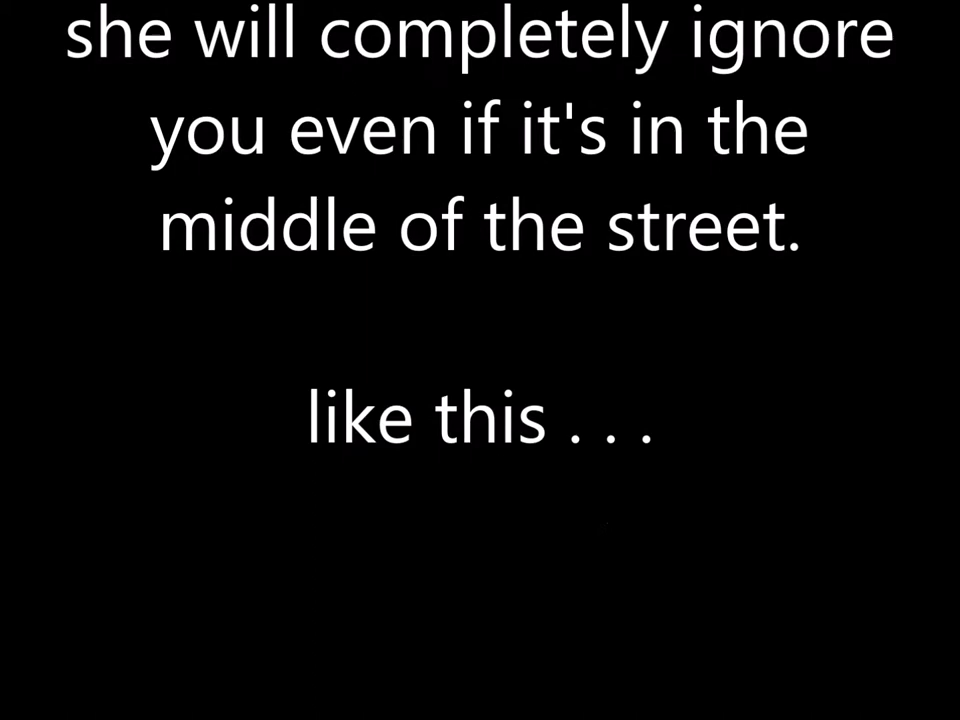 she will completely ignore
you even if it's in the
middle of the street.
like this . . .